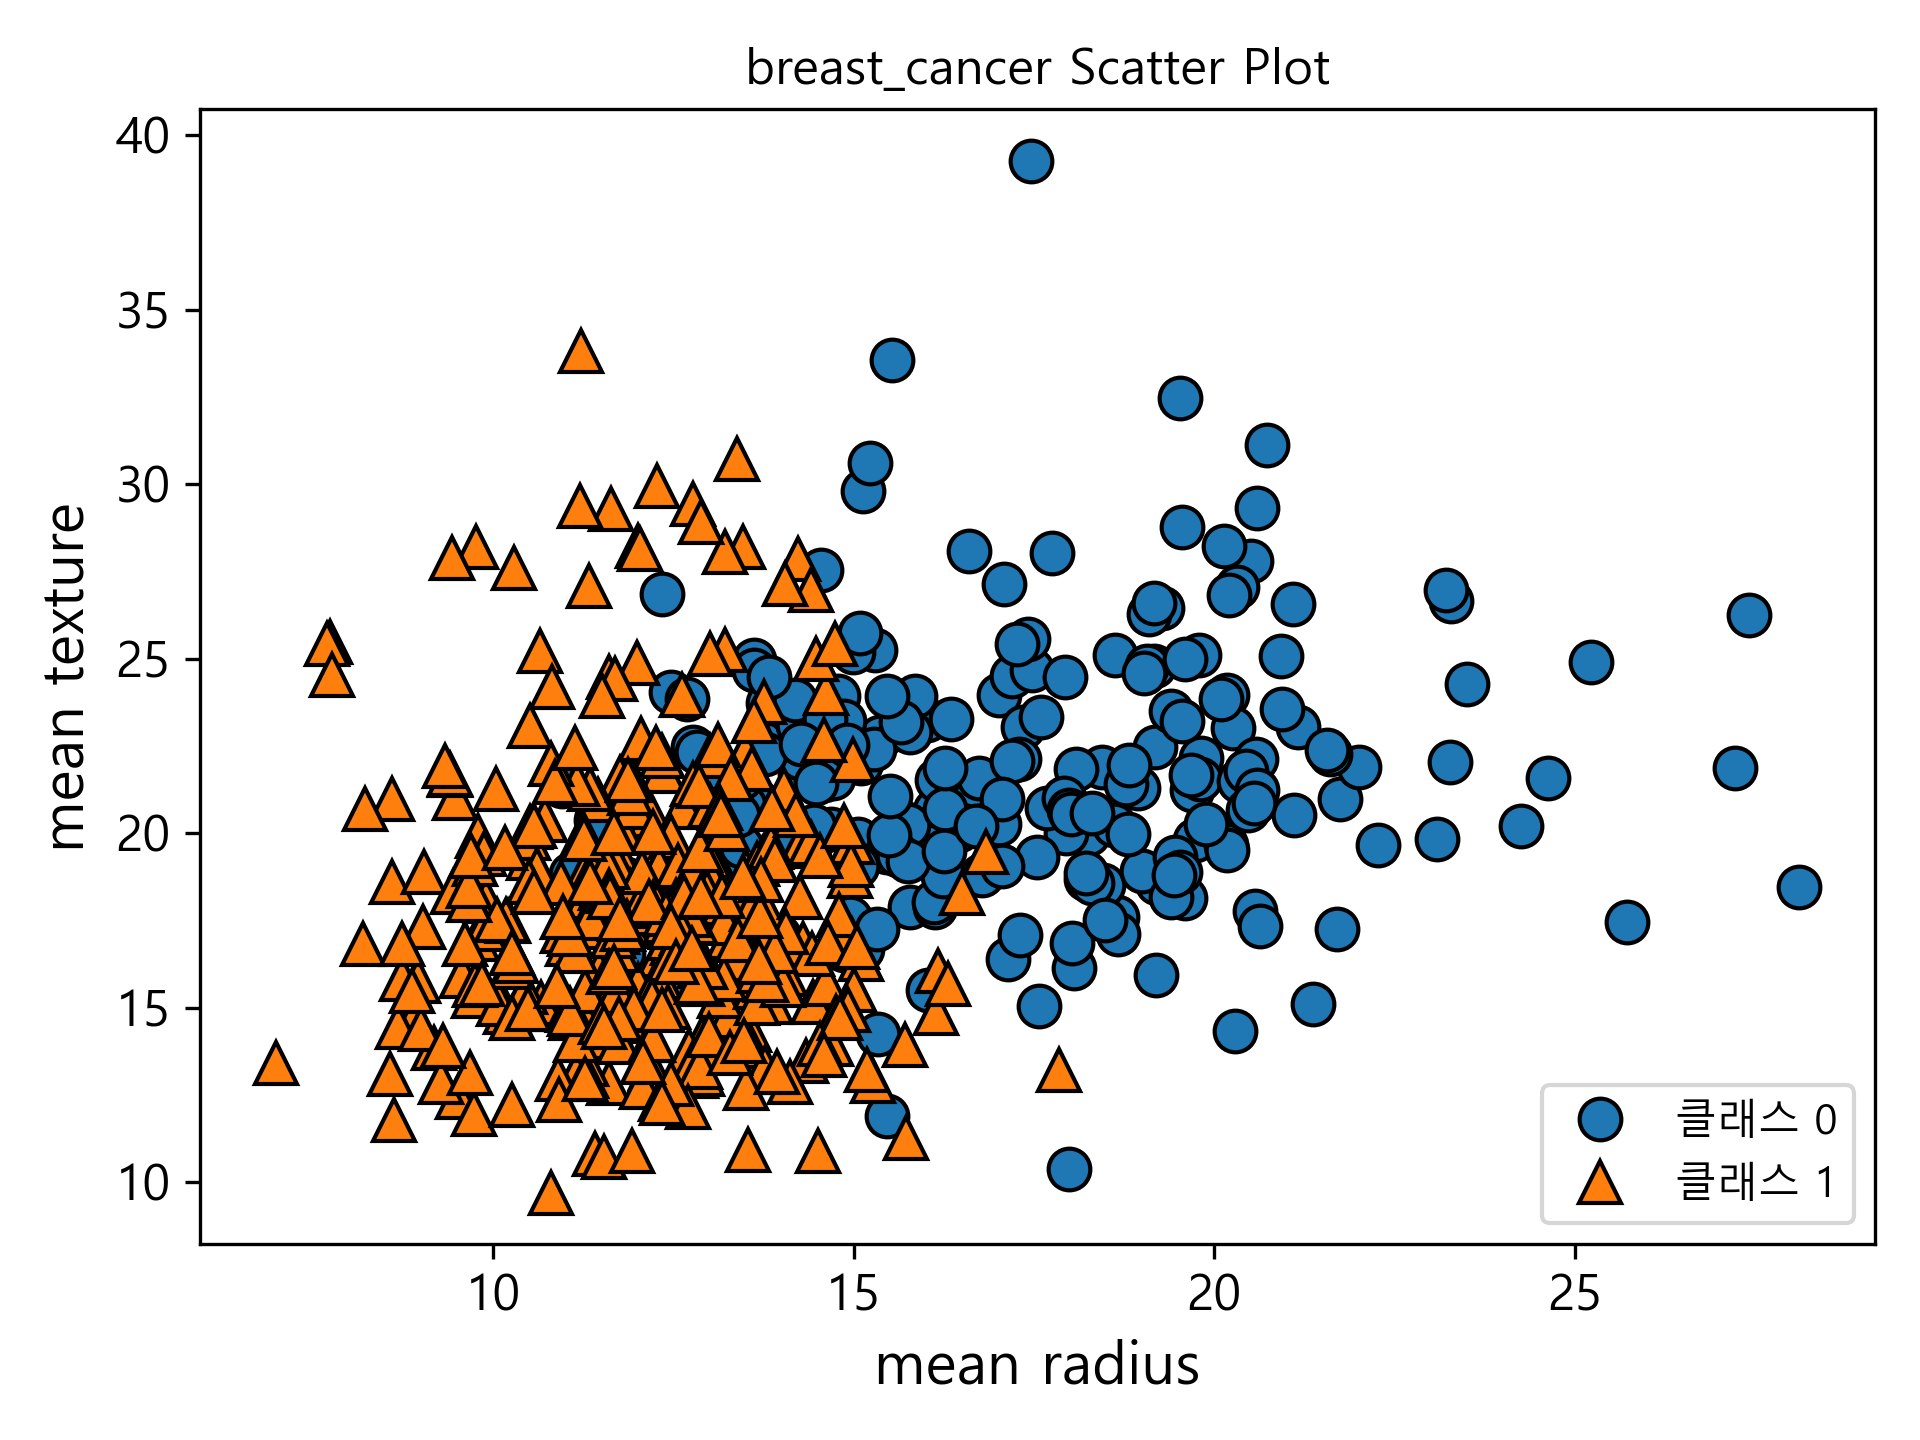 breast_cancer Scatter Plot
40
35
30
25
20
15
10
mean texture
10 15 20 25
mean radius
클래스 0
클래스 1